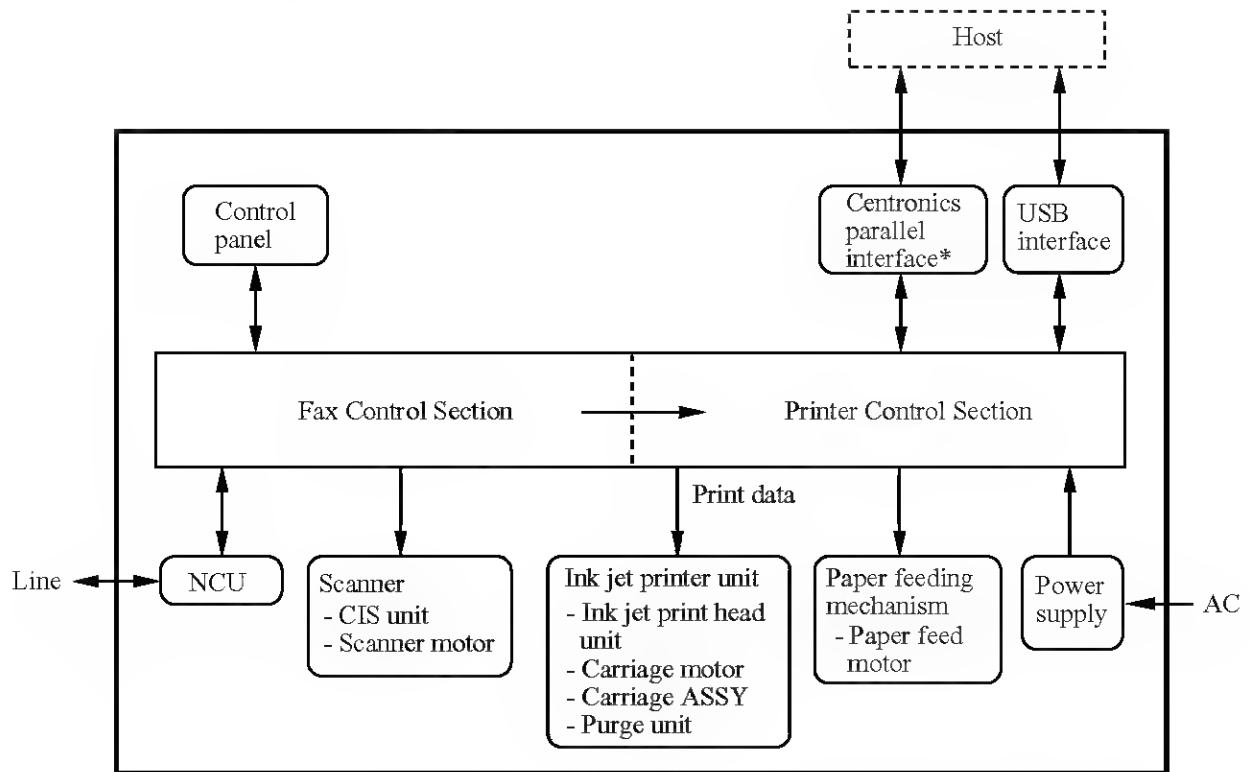 Host
Control
panel
Centronics
parallel
interface*
USB
interface
Fax Control Section
Printer Control Section
Print data
Line
NCU
Scanner
- CIS unit
- Scanner motor
Ink jet printer unit
- Ink jet print head
unit
- Carriage motor
- Carriage ASSY
- Purge unit
Paper feeding
mechanism
- Paper feed
motor
Power
supply
AC